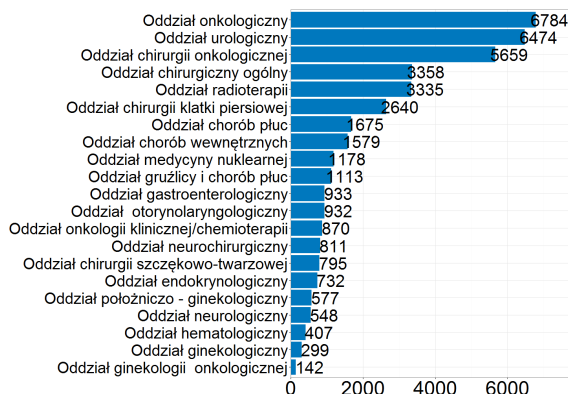 Oddział onkologiczny 6784
Oddział urologiczny 6474
Oddział chirurgii onkologicznej 5659
Oddział chirurgiczny ogólny 3358
Oddział radioterapii 3335
Oddział chirurgii klatki piersiowej 2640
Oddział chorób płuc 1675
Oddział chorób wewnętrznych 1579
Oddział medycyny nuklearnej 1178
Oddział gruźlicy i chorób płuc 1113
Oddział gastroenterologiczny 933
Oddział  otorynolaryngologiczny 932
Oddział onkologii klinicznej/chemioterapii 870
Oddział neurochirurgiczny 811
Oddział chirurgii szczękowo-twarzowej 795
Oddział endokrynologiczny 732
Oddział położniczo - ginekologiczny 577
Oddział neurologiczny 548
Oddział hematologiczny 407
Oddział ginekologiczny 299
Oddział ginekologii  onkologicznej 142
0 2000 4000 6000